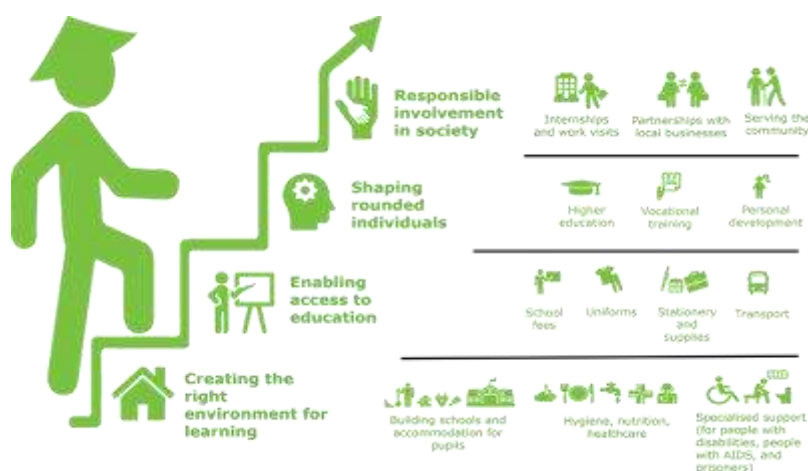 Responsible
involvement
in society
Internships
and work visits
Partnerships with
local businesses
Serving the
community
Shaping
rounded
individuals
Higher
education
Vocational
training
Personal
development
Enabling
access to
education
School
fees
Uniforms
Stationery
and
supplies
Transport
Creating the
right
environment for
learning
Building schools and
accommodation for
pupils
Hygiene, nutrition,
healthcare
Specialised support
(for people with
disabilities, people
with AIDS, and
prisoners)